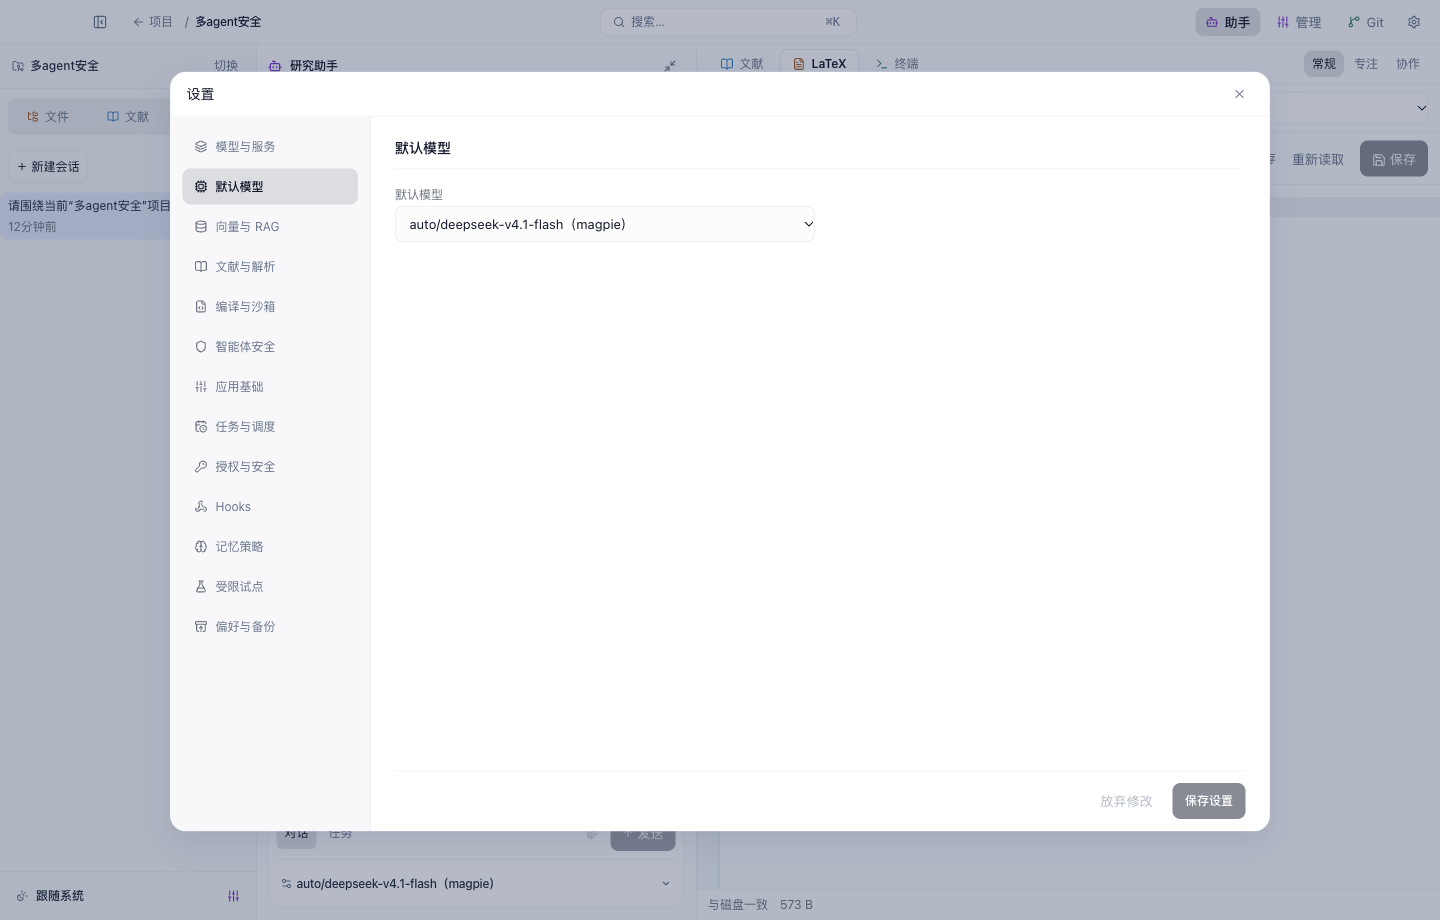 项目 / 多agent安全
搜索... ⌘K
助手 管理 Git
多agent安全 切换
研究助手
文献 LaTeX 终端
常规 专注 协作
文件 文献
+ 新建会话
重新读取 保存
请围绕当前“多agent安全”项目
12分钟前
设置
模型与服务
默认模型
向量与 RAG
文献与解析
编译与沙箱
智能体安全
应用基础
任务与调度
授权与安全
Hooks
记忆策略
受限试点
偏好与备份
默认模型
默认模型
auto/deepseek-v4.1-flash（magpie）
放弃修改 保存设置
对话 任务 发送
auto/deepseek-v4.1-flash（magpie）
跟随系统
与磁盘一致 573 B